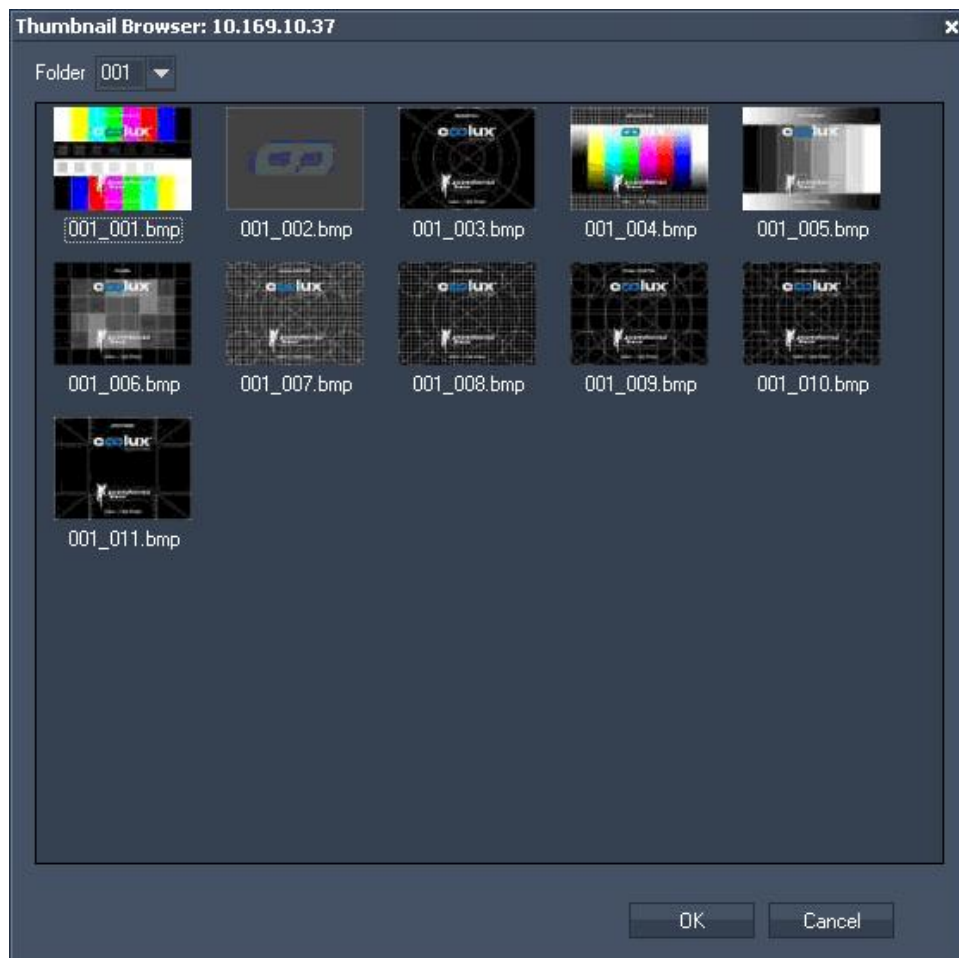 Thumbnail Browser: 10.169.10.37
Folder 001
coolux
001_001.bmp 001_002.bmp 001_003.bmp 001_004.bmp 001_005.bmp
coolux coolux coolux coolux coolux
001_006.bmp 001_007.bmp 001_008.bmp 001_009.bmp 001_010.bmp
coolux
001_011.bmp
OK Cancel